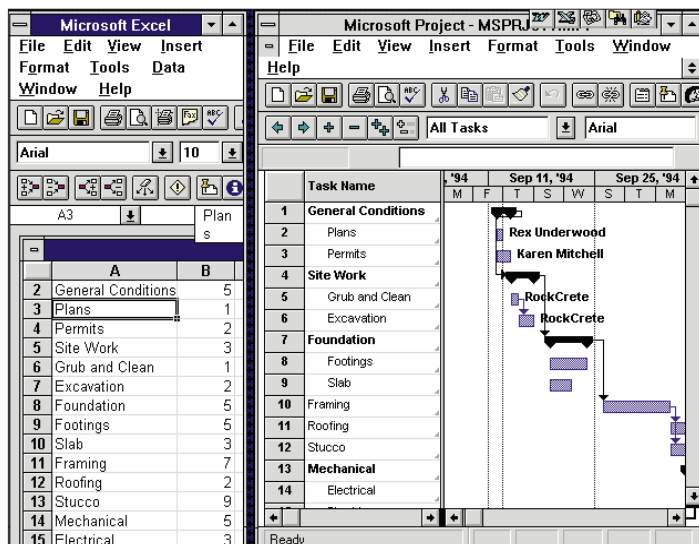 Microsoft Excel
File Edit View Insert
Format Tools Data
Window Help
Arial 10
A3
Plan
s
A B
2 General Conditions 5
3 Plans 1
4 Permits 2
5 Site Work 3
6 Grub and Clean 1
7 Excavation 2
8 Foundation 5
9 Footings 5
10 Slab 3
11 Framing 7
12 Roofing 2
13 Stucco 9
14 Mechanical 5
15 Electrical 3
Microsoft Project
File Edit View Insert Format Tools Window
Help
All Tasks Arial
Task Name
, '94 Sep 11, '94 Sep 25, '94
M F T S W S T M
1 General Conditions
2 Plans Rex Underwood
3 Permits Karen Mitchell
4 Site Work
5 Grub and Clean RockCrete
6 Excavation RockCrete
7 Foundation
8 Footings
9 Slab
10 Framing
11 Roofing
12 Stucco
13 Mechanical
14 Electrical
Ready